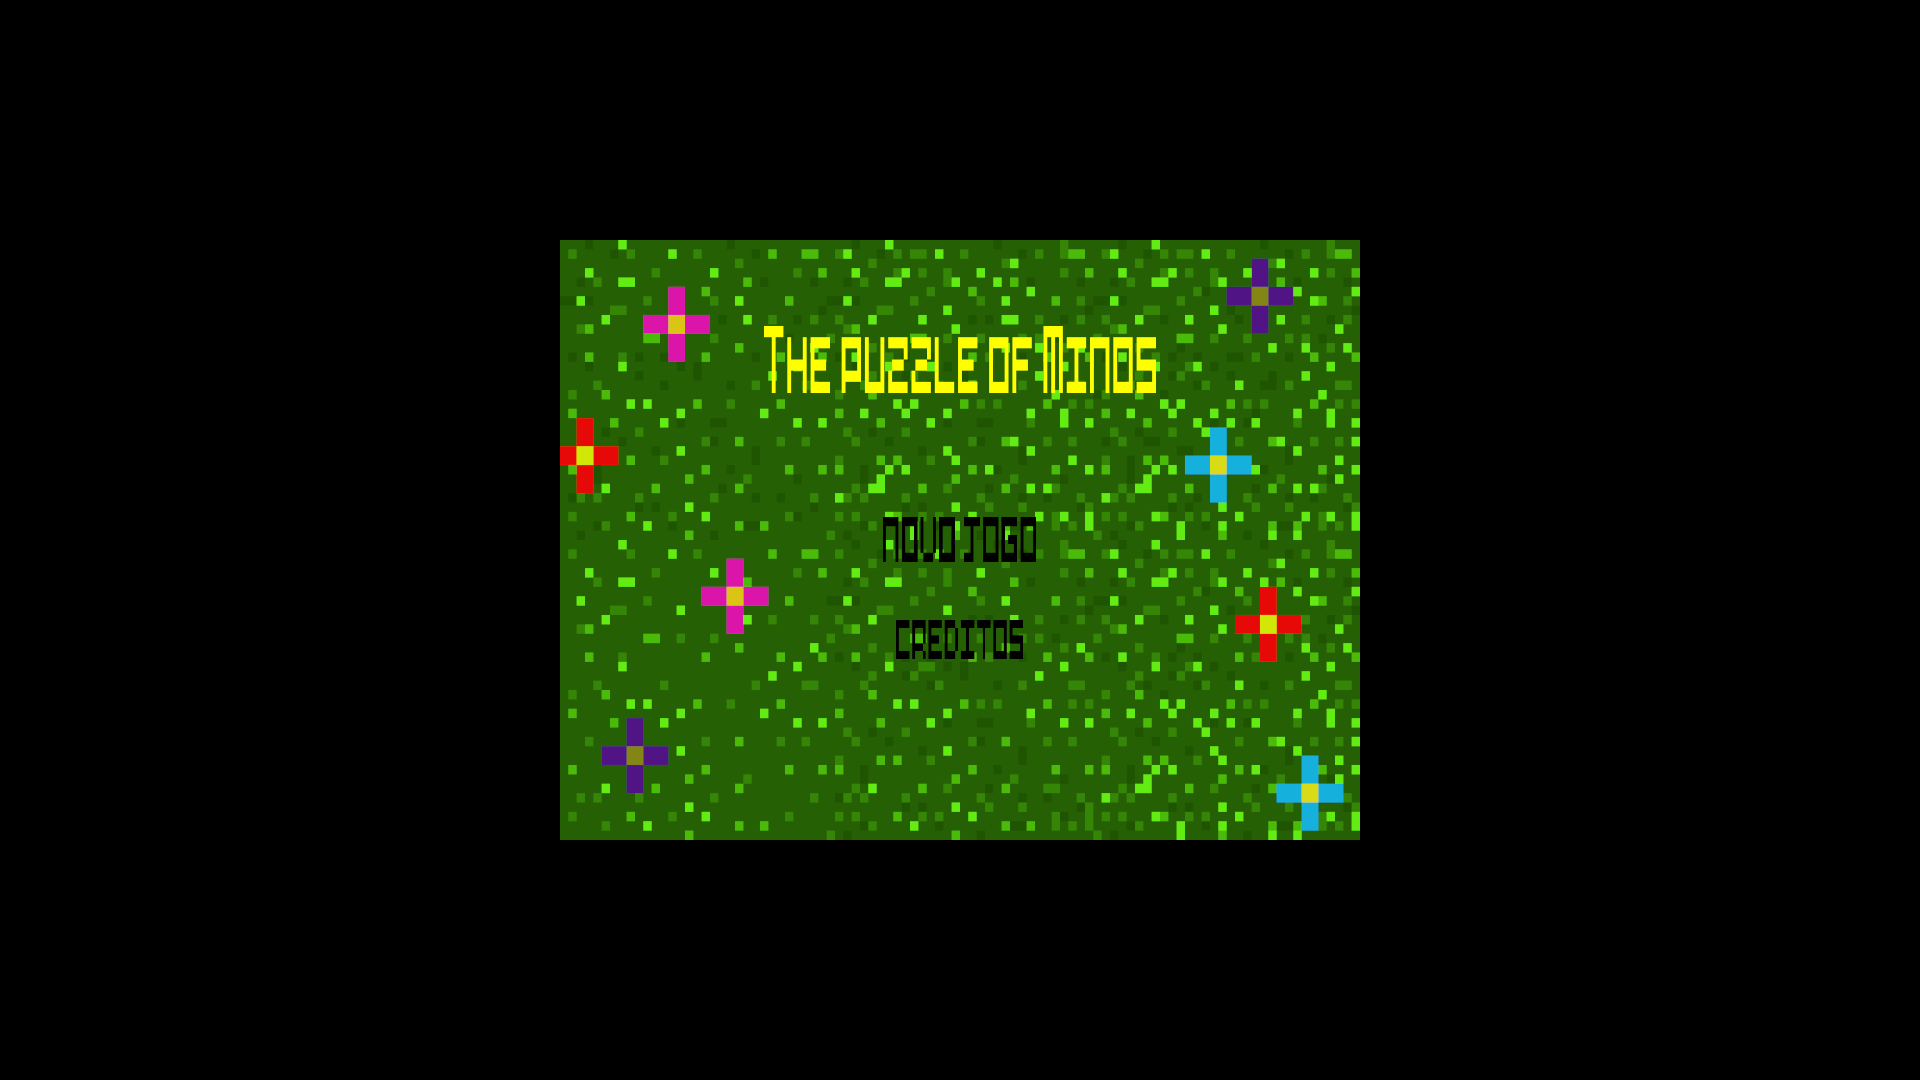 The puzzle of Minos
NOVO JOGO
CREDITOS